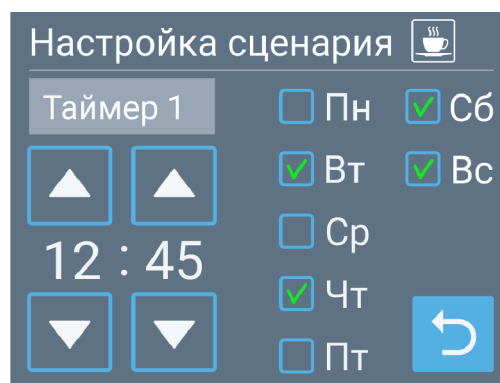 Настройка сценария
Таймер 1
12 : 45
Пн
Вт
Ср
Чт
Пт
Сб
Вс